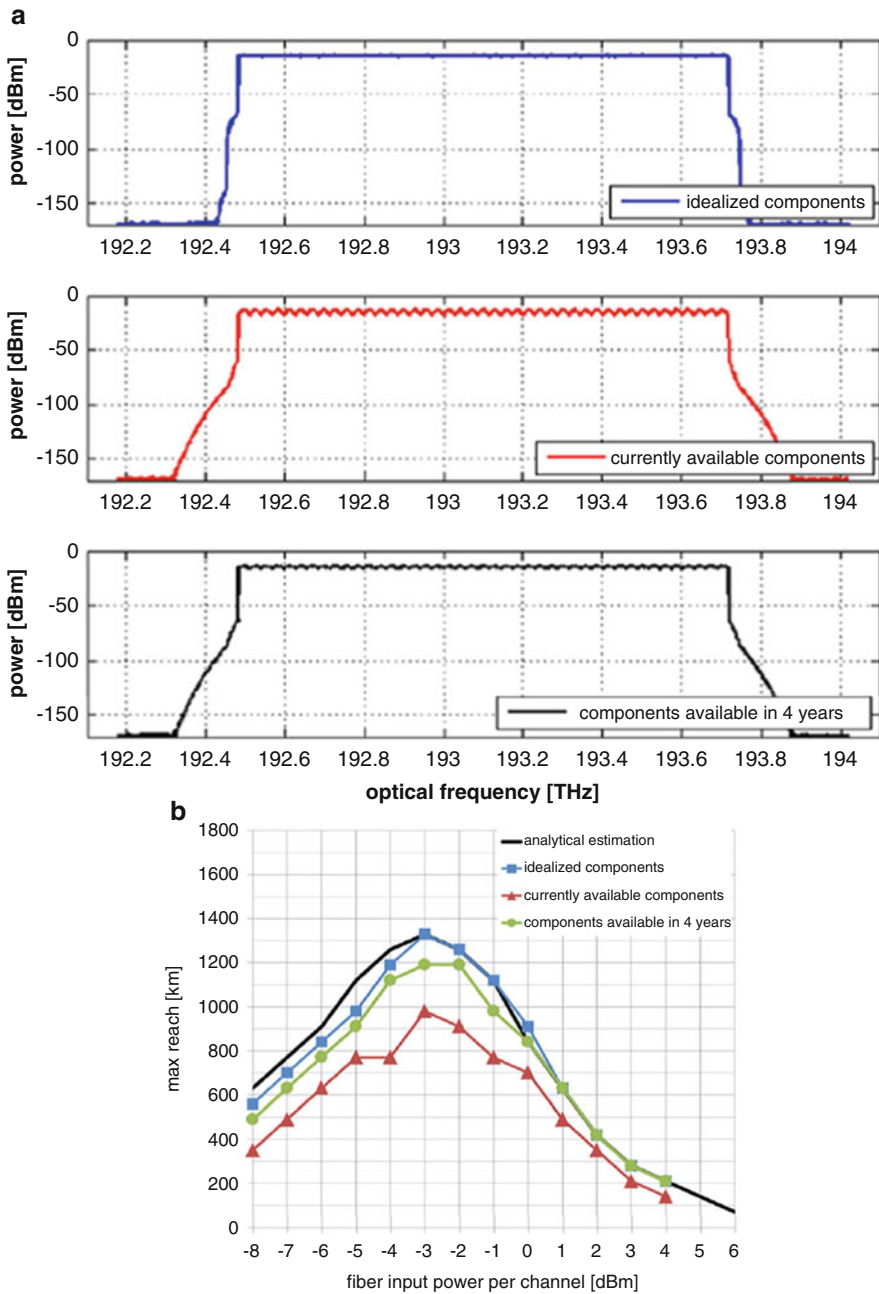 a
0
-50
-100
-150
power [dBm]
idealized components
192.2 192.4 192.6 192.8 193 193.2 193.4 193.6 193.8 194
0
-50
-100
-150
power [dBm]
currently available components
192.2 192.4 192.6 192.8 193 193.2 193.4 193.6 193.8 194
0
-50
-100
-150
power [dBm]
components available in 4 years
192.2 192.4 192.6 192.8 193 193.2 193.4 193.6 193.8 194
optical frequency [THz]
b
1800
1600
1400
1200
1000
800
600
400
200
0
max reach [km]
analytical estimation
idealized components
currently available components
components available in 4 years
-8 -7 -6 -5 -4 -3 -2 -1 0 1 2 3 4 5 6
fiber input power per channel [dBm]